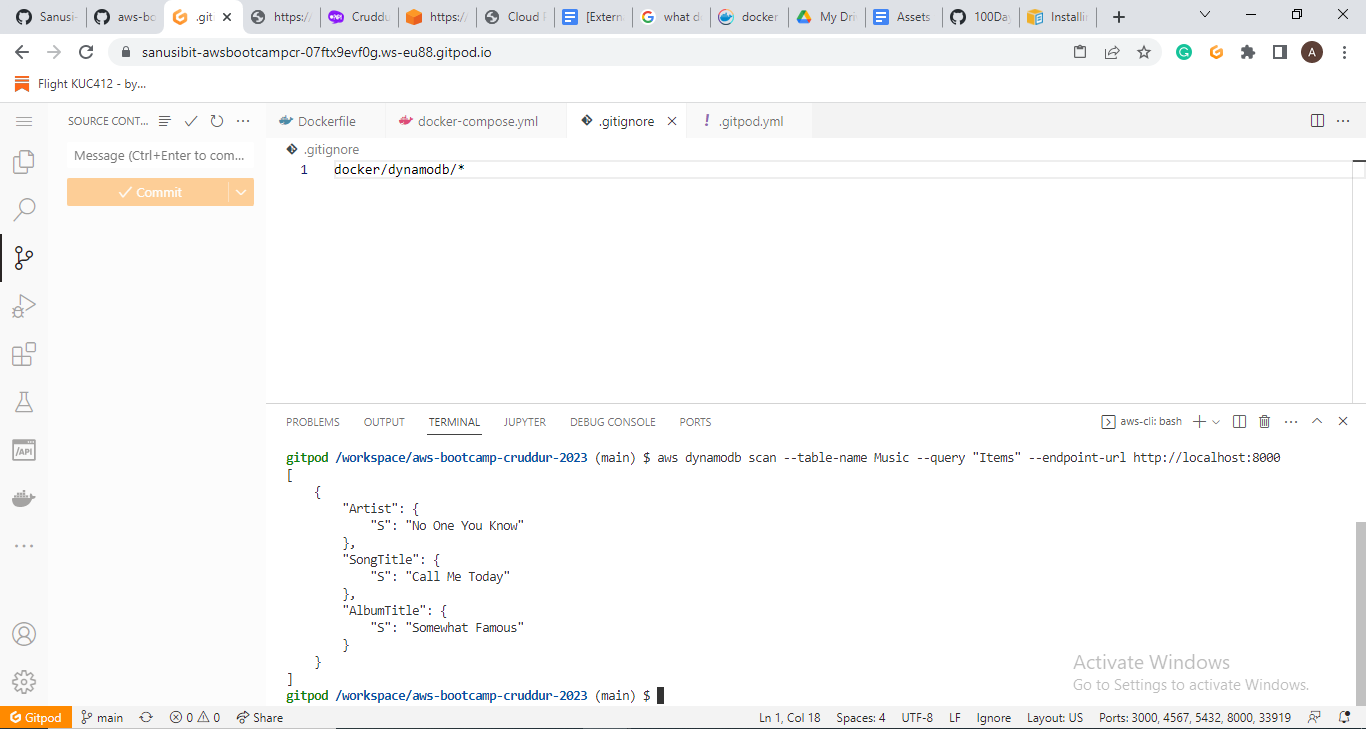 Sanusi- aws-bo .git https:/ Cruddu https:/ Cloud [Extern what d docker My Dri Assets 100Da Installi
sanusibit-awsbootcampcr-07ftx9evf0g.ws-eu88.gitpod.io
A
Flight KUC412 - by...
SOURCE CONT...
Dockerfile docker-compose.yml .gitignore ! .gitpod.yml
Message (Ctrl+Enter to com...
Commit
.gitignore
1 docker/dynamodb/*
/API
PROBLEMS OUTPUT TERMINAL JUPYTER DEBUG CONSOLE PORTS aws-cli: bash
gitpod /workspace/aws-bootcamp-cruddur-2023 (main) $ aws dynamodb scan --table-name Music --query "Items" --endpoint-url http://localhost:8000
[
{
"Artist": {
"S": "No One You Know"
},
"SongTitle": {
"S": "Call Me Today"
},
"AlbumTitle": {
"S": "Somewhat Famous"
}
}
]
gitpod /workspace/aws-bootcamp-cruddur-2023 (main) $
Activate Windows
Go to Settings to activate Windows.
Gitpod main 0 0 Share Ln 1, Col 18 Spaces: 4 UTF-8 LF Ignore Layout: US Ports: 3000, 4567, 5432, 8000, 33919